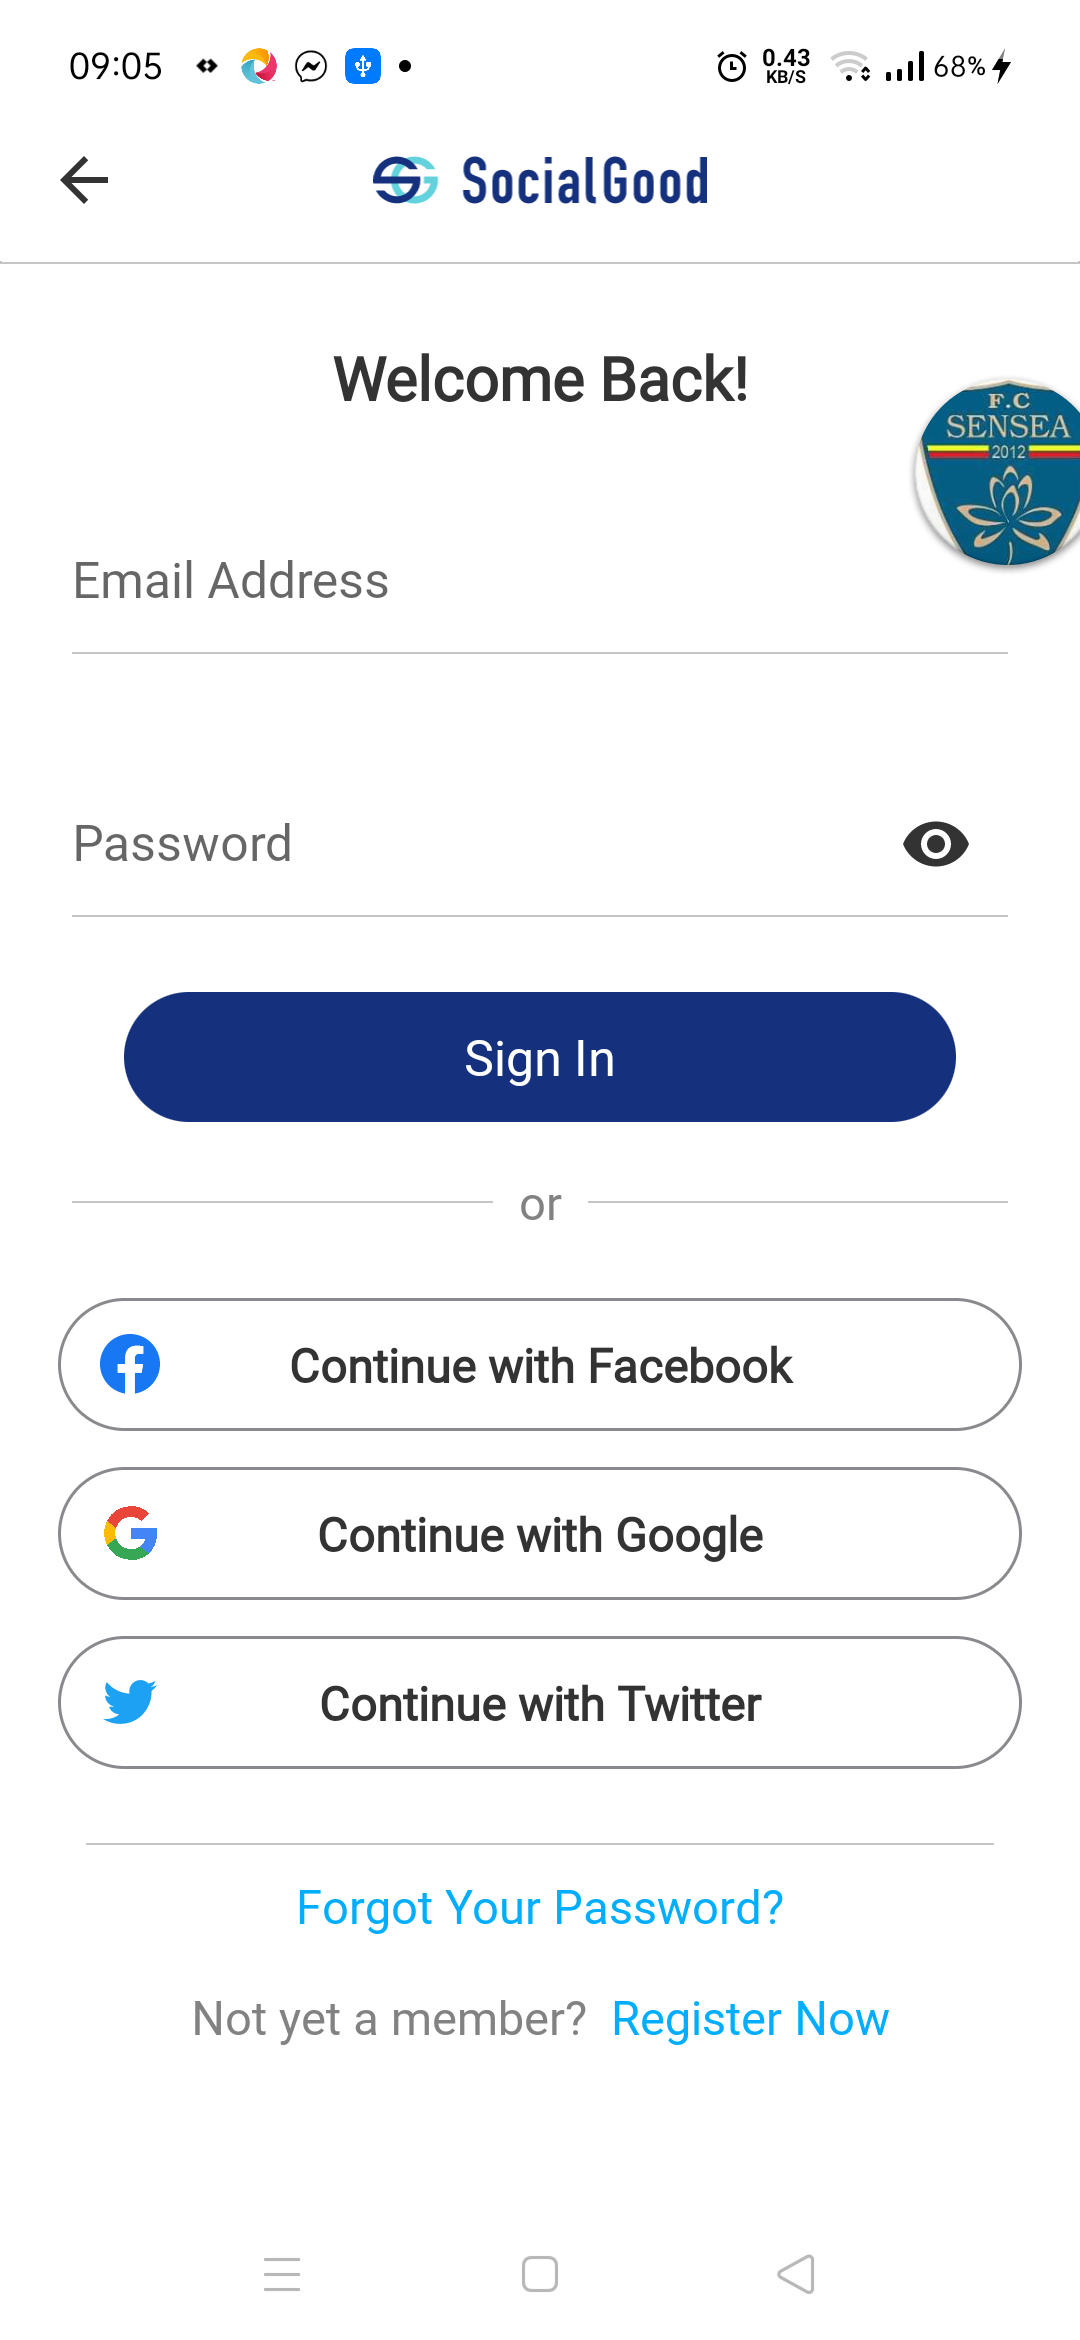 09:05
0.43
KB/S
68%
SocialGood
Welcome Back!
F.C
SENSEA
2012
Email Address
Password
Sign In
or
Continue with Facebook
Continue with Google
Continue with Twitter
Forgot Your Password?
Not yet a member? Register Now